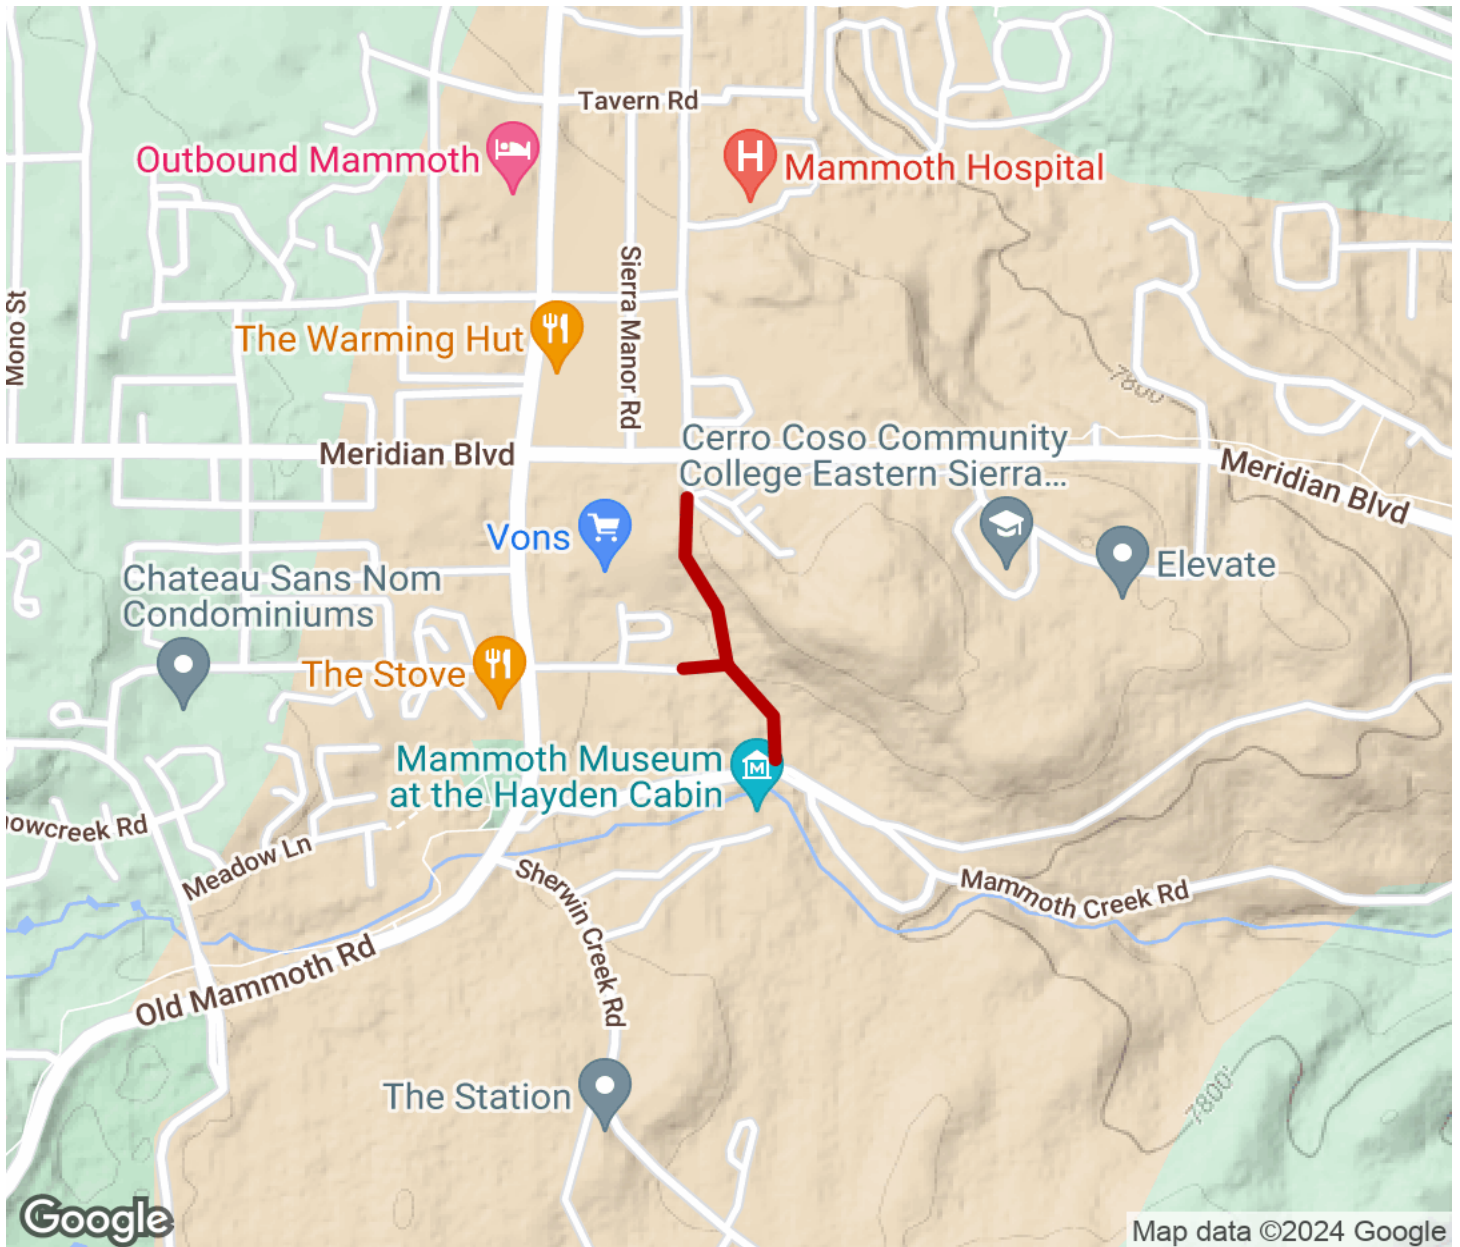 Tavern Rd
Outbound Mammoth
H
Mammoth Hospital
Sierra Manor Rd
Mono St
The Warming Hut
7800
Cerro Coso Community
College Eastern Sierra...
Meridian Blvd
Meridian Blvd
Vons
Elevate
Chateau Sans Nom
Condominiums
The Stove
Mammoth Museum
at the Hayden Cabin
M
owcreek Rd
Meadow Ln
Sherwin Creek Rd
Mammoth Creek Rd
Old Mammoth Rd
The Station
7800'
Google
Map data ©2024 Google